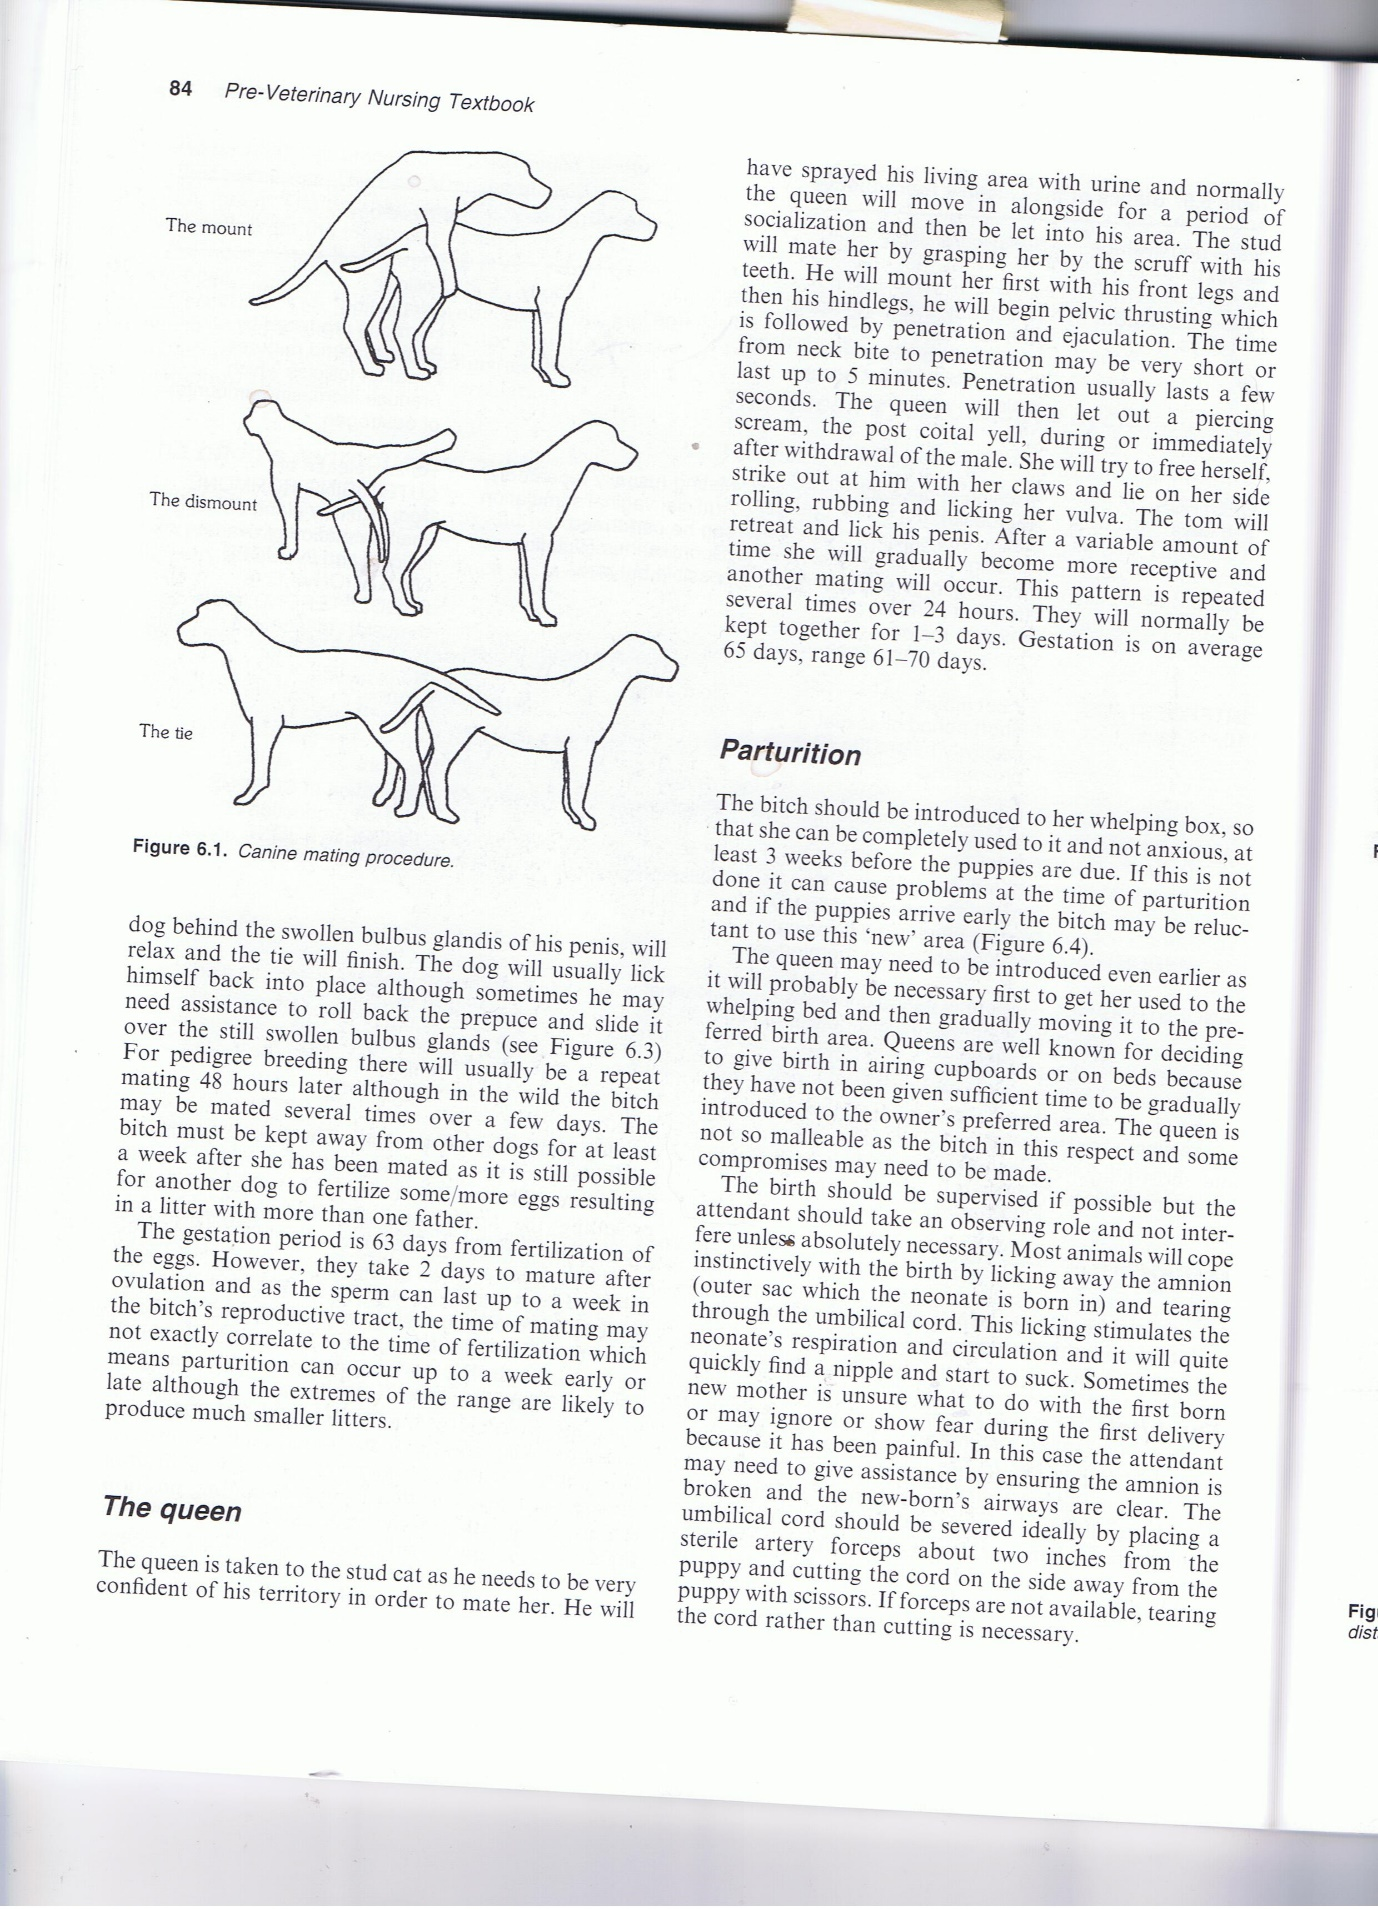 84 Pre-Veterinary Nursing Textbook
The mount
The dismount
The tie
Figure 6.1. Canine mating procedure.
dog behind the swollen bulbus glandis of his penis, will
relax and the tie will finish. The dog will usually lick
himself back into place although sometimes he may
need assistance to roll back the prepuce and slide it
over the still swollen bulbus glands (see Figure 6.3)
For pedigree breeding there will usually be a repeat
mating 48 hours later although in the wild the bitch
may be mated several times over a few days. The
bitch must be kept away from other dogs for at least
a week after she has been mated as it is still possible
for another dog to fertilize some/more eggs resulting
in a litter with more than one father.
The gestation period is 63 days from fertilization of
the eggs. However, they take 2 days to mature after
ovulation and as the sperm can last up to a week in
the bitch's reproductive tract, the time of mating may
not exactly correlate to the time of fertilization which
means parturition can occur up to a week early or
late although the extremes of the range are likely to
produce much smaller litters.
The queen
The queen is taken to the stud cat as he needs to be very
confident of his territory in order to mate her. He will
have sprayed his living area with urine and normally
the queen will move in alongside for a period of
socialization and then be let into his area. The stud
will mate her by grasping her by the scruff with his
teeth. He will mount her first with his front legs and
then his hindlegs, he will begin pelvic thrusting which
is followed by penetration and ejaculation. The time
from neck bite to penetration may be very short or
last up to 5 minutes. Penetration usually lasts a few
seconds. The queen will then let out a piercing
scream, the post coital yell, during or immediately
after withdrawal of the male. She will try to free herself,
strike out at him with her claws and lie on her side
rolling, rubbing and licking her vulva. The tom will
retreat and lick his penis. After a variable amount of
time she will gradually become more receptive and
another mating will occur. This pattern is repeated
several times over 24 hours. They will normally be
kept together for 1–3 days. Gestation is on average
65 days, range 61–70 days.
Parturition
The bitch should be introduced to her whelping box, so
that she can be completely used to it and not anxious, at
least 3 weeks before the puppies are due. If this is not
done it can cause problems at the time of parturition
and if the puppies arrive early the bitch may be reluc-
tant to use this 'new' area (Figure 6.4).
The queen may need to be introduced even earlier as
it will probably be necessary first to get her used to the
whelping bed and then gradually moving it to the pre-
ferred birth area. Queens are well known for deciding
to give birth in airing cupboards or on beds because
they have not been given sufficient time to be gradually
introduced to the owner's preferred area. The queen is
not so malleable as the bitch in this respect and some
compromises may need to be made.
The birth should be supervised if possible but the
attendant should take an observing role and not inter-
fere unless absolutely necessary. Most animals will cope
instinctively with the birth by licking away the amnion
(outer sac which the neonate is born in) and tearing
through the umbilical cord. This licking stimulates the
neonate's respiration and circulation and it will quite
quickly find a nipple and start to suck. Sometimes the
new mother is unsure what to do with the first born
or may ignore or show fear during the first delivery
because it has been painful. In this case the attendant
may need to give assistance by ensuring the amnion is
broken and the new-born's airways are clear. The
umbilical cord should be severed ideally by placing a
sterile artery forceps about two inches from the
puppy and cutting the cord on the side away from the
puppy with scissors. If forceps are not available, tearing
the cord rather than cutting is necessary.